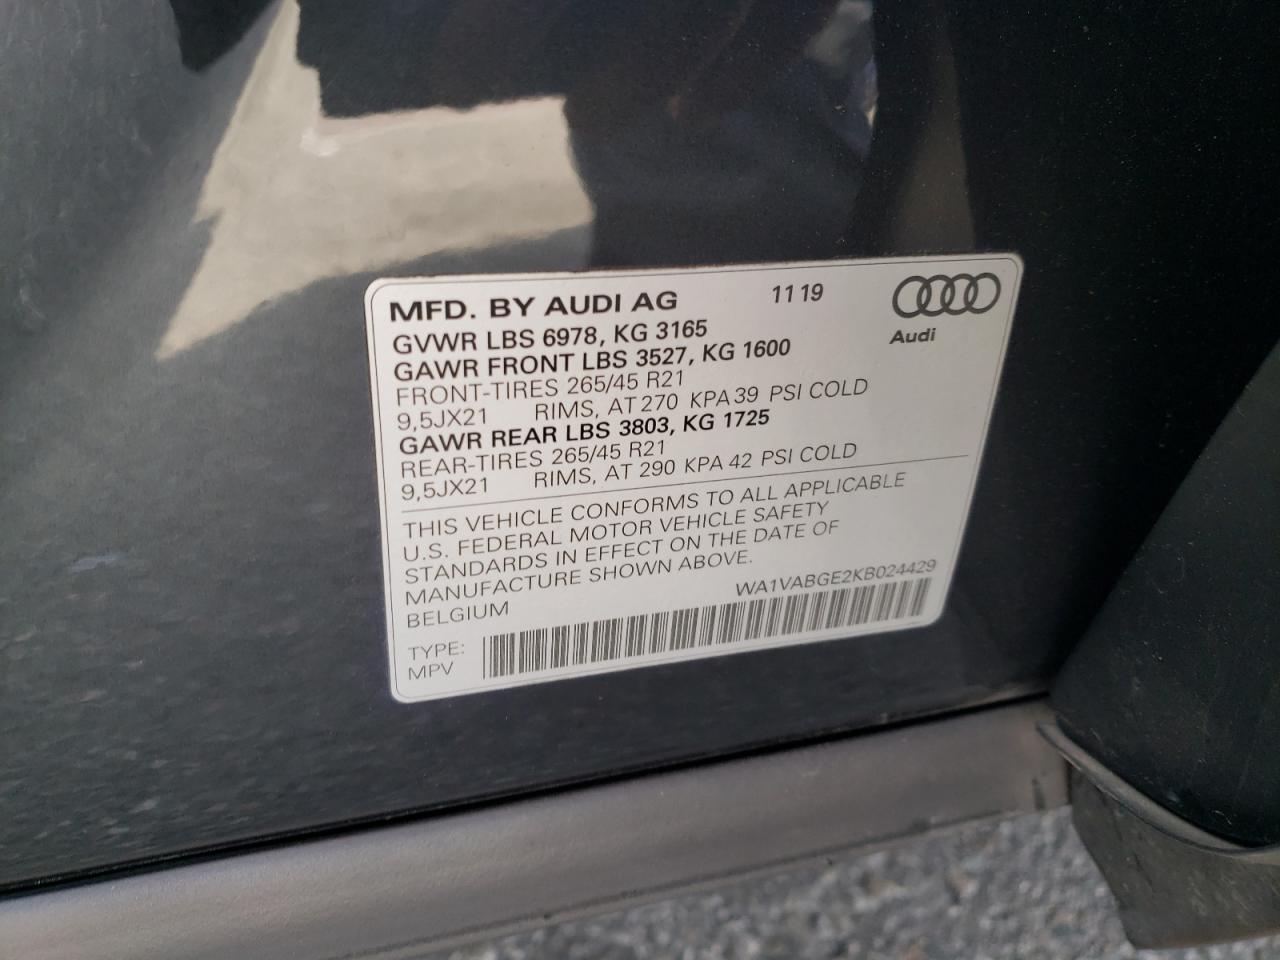 MFD. BY AUDI AG 11 19
GVWR LBS 6978, KG 3165
Audi
GAWR FRONT LBS 3527, KG 1600
FRONT-TIRES 265/45 R21
9,5JX21 RIMS, AT 270 KPA 39 PSI COLD
GAWR REAR LBS 3803, KG 1725
REAR-TIRES 265/45 R21
9,5JX21 RIMS, AT 290 KPA 42 PSI COLD
THIS VEHICLE CONFORMS TO ALL APPLICABLE
U.S. FEDERAL MOTOR VEHICLE SAFETY
STANDARDS IN EFFECT ON THE DATE OF
MANUFACTURE SHOWN ABOVE.
BELGIUM WA1VABGE2KB024429
TYPE:
MPV